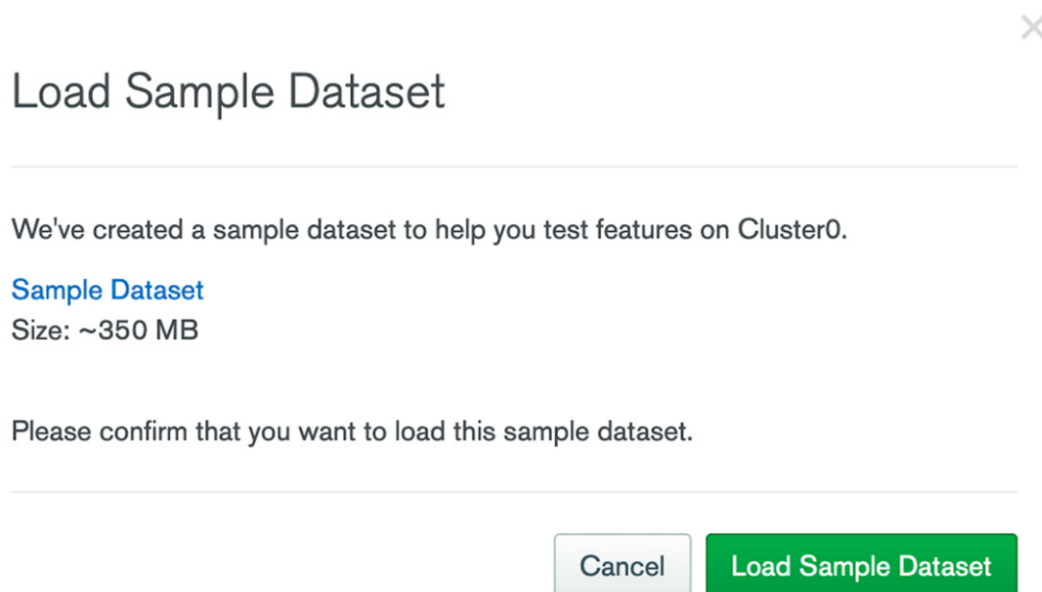 Load Sample Dataset
We've created a sample dataset to help you test features on Cluster0.
Sample Dataset
Size: ~350 MB
Please confirm that you want to load this sample dataset.
Cancel
Load Sample Dataset